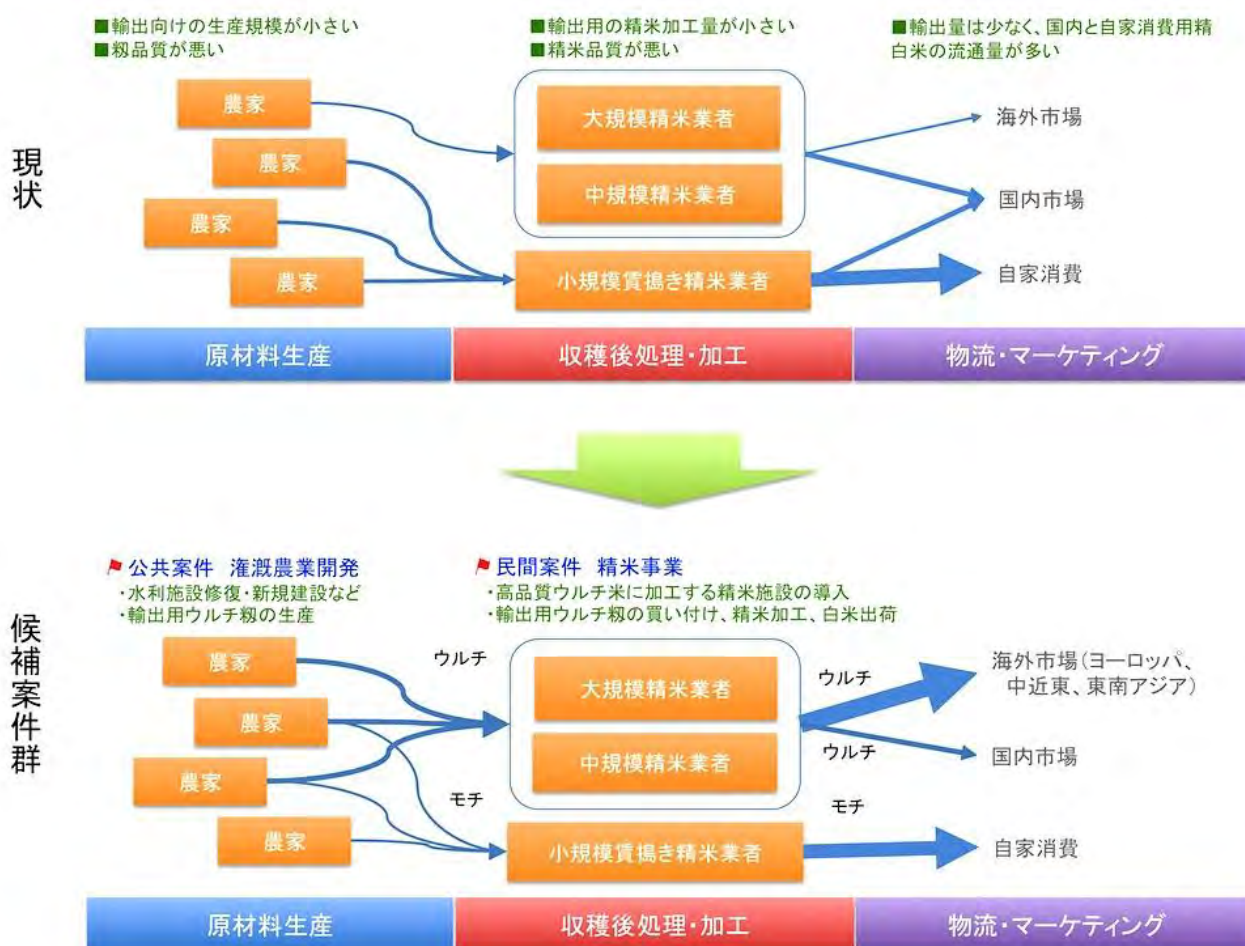 ■輸出向けの生産規模が小さい
■籾品質が悪い
■輸出用の精米加工量が小さい
■精米品質が悪い
■輸出量は少なく、国内と自家消費用精
白米の流通量が多い
現状
農家
農家
農家
農家
大規模精米業者
中規模精米業者
小規模賃搗き精米業者
海外市場
国内市場
自家消費
原材料生産
収穫後処理・加工
物流・マーケティング
公共案件 潅漑農業開発
・水利施設修復・新規建設など
・輸出用ウルチ籾の生産
民間案件 精米事業
・高品質ウルチ米に加工する精米施設の導入
・輸出用ウルチ籾の買い付け、精米加工、白米出荷
候補案件群
農家
農家
農家
農家
ウルチ
モチ
大規模精米業者
中規模精米業者
小規模賃搗き精米業者
ウルチ
ウルチ
モチ
海外市場(ヨーロッパ、
中近東、東南アジア)
国内市場
自家消費
原材料生産
収穫後処理・加工
物流・マーケティング